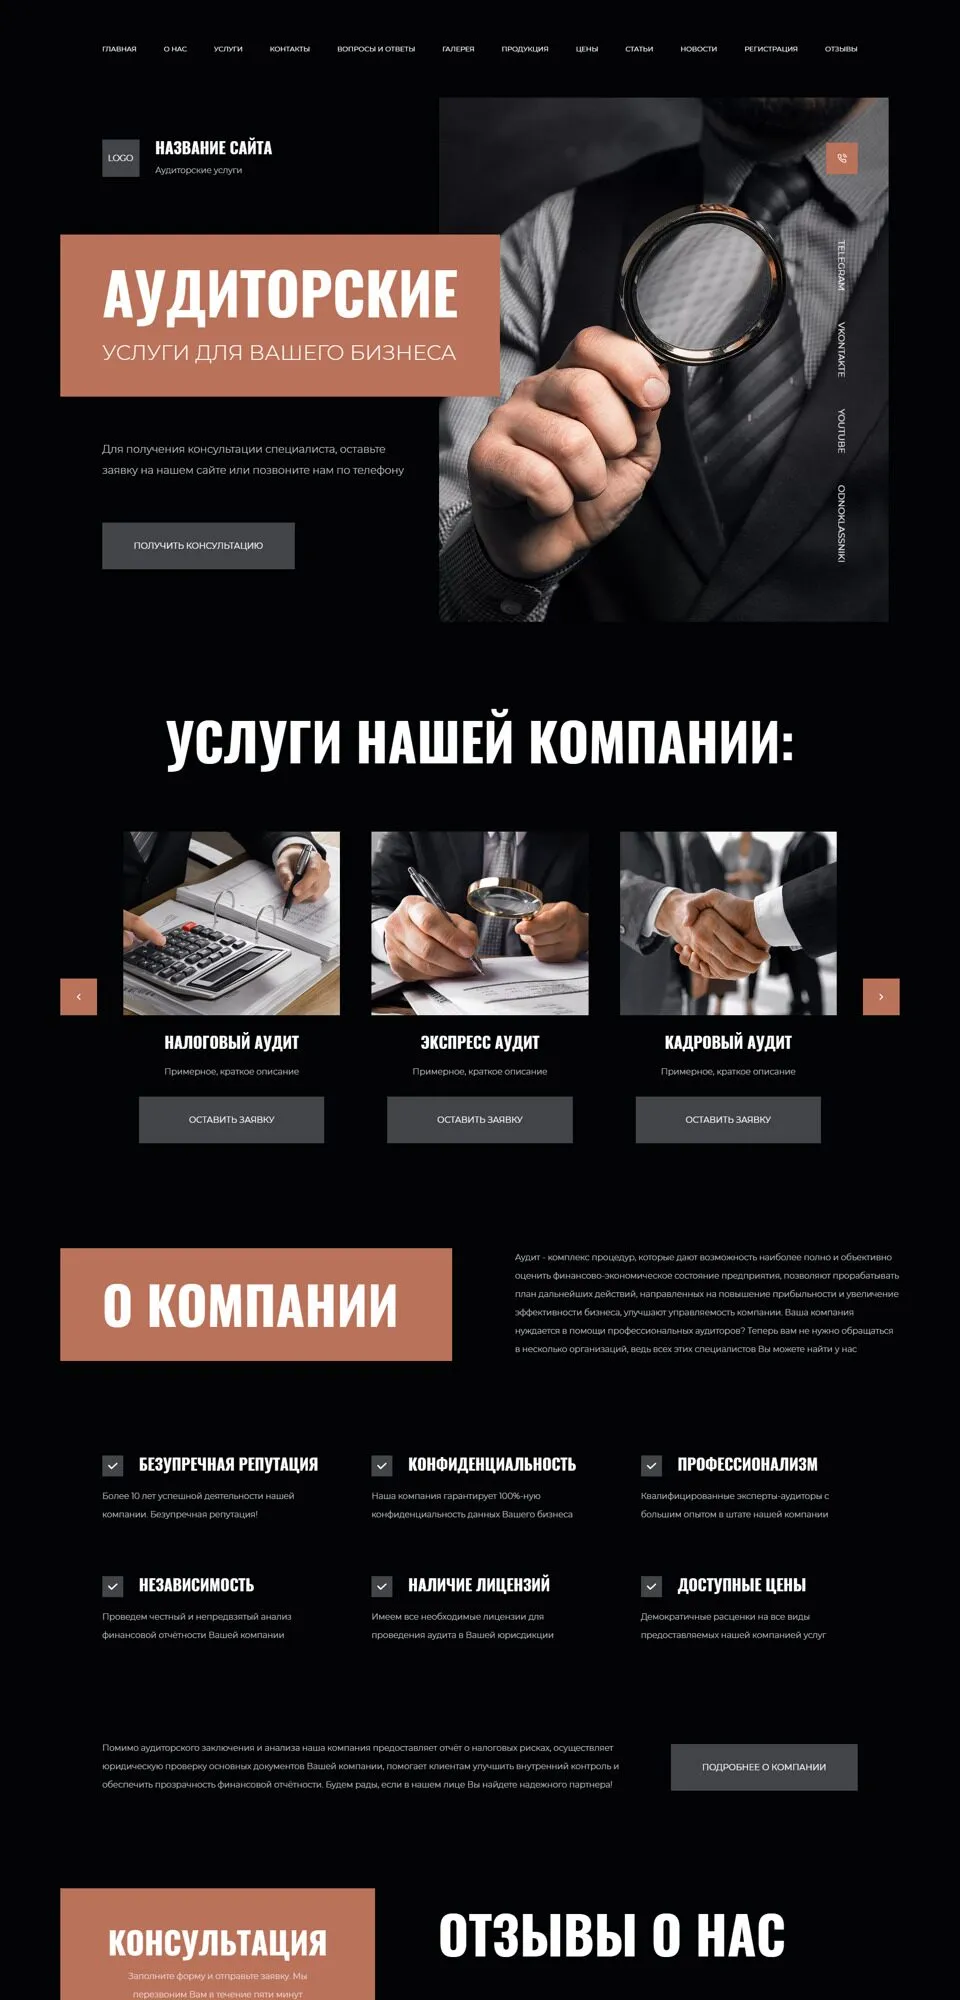 ГЛАВНАЯ О НАС УСЛУГИ КОНТАКТЫ ВОПРОСЫ И ОТВЕТЫ ГАЛЕРЕЯ ПРОДУКЦИЯ ЦЕНЫ СТАТЬИ НОВОСТИ РЕГИСТРАЦИЯ ОТЗЫВЫ
LOGO
НАЗВАНИЕ САЙТА
Аудиторские услуги
АУДИТОРСКИЕ
УСЛУГИ ДЛЯ ВАШЕГО БИЗНЕСА
Для получения консультации специалиста, оставьте
заявку на нашем сайте или позвоните нам по телефону
ПОЛУЧИТЬ КОНСУЛЬТАЦИЮ
TELEGRAM
VKONTAKTE
YOUTUBE
ODNOKLASSNIKI
УСЛУГИ НАШЕЙ КОМПАНИИ:
НАЛОГОВЫЙ АУДИТ
Примерное, краткое описание
ОСТАВИТЬ ЗАЯВКУ
ЭКСПРЕСС АУДИТ
Примерное, краткое описание
ОСТАВИТЬ ЗАЯВКУ
КАДРОВЫЙ АУДИТ
Примерное, краткое описание
ОСТАВИТЬ ЗАЯВКУ
О КОМПАНИИ
Аудит - комплекс процедур, которые дают возможность наиболее полно и объективно
оценить финансово-экономическое состояние предприятия, позволяют прорабатывать
план дальнейших действий, направленных на повышение прибыльности и увеличение
эффективности бизнеса, улучшают управляемость компании. Ваша компания
нуждается в помощи профессиональных аудиторов? Теперь вам не нужно обращаться
в несколько организаций, ведь всех этих специалистов Вы можете найти у нас
БЕЗУПРЕЧНАЯ РЕПУТАЦИЯ
Более 10 лет успешной деятельности нашей
компании. Безупречная репутация!
КОНФИДЕНЦИАЛЬНОСТЬ
Наша компания гарантирует 100%-ную
конфиденциальность данных Вашего бизнеса
ПРОФЕССИОНАЛИЗМ
Квалифицированные эксперты-аудиторы с
большим опытом в штате нашей компании
НЕЗАВИСИМОСТЬ
Проведем честный и непредвзятый анализ
финансовой отчётности Вашей компании
НАЛИЧИЕ ЛИЦЕНЗИЙ
Имеем все необходимые лицензии для
проведения аудита в Вашей юрисдикции
ДОСТУПНЫЕ ЦЕНЫ
Демократичные расценки на все виды
предоставляемых нашей компанией услуг
Помимо аудиторского заключения и анализа наша компания предоставляет отчёт о налоговых рисках, осуществляет
юридическую проверку основных документов Вашей компании, помогает клиентам улучшить внутренний контроль и
обеспечить прозрачность финансовой отчётности. Будем рады, если в нашем лице Вы найдете надежного партнера!
ПОДРОБНЕЕ О КОМПАНИИ
КОНСУЛЬТАЦИЯ
Заполните форму и отправьте заявку. Мы
перезвоним Вам в течение пяти минут
ОТЗЫВЫ О НАС